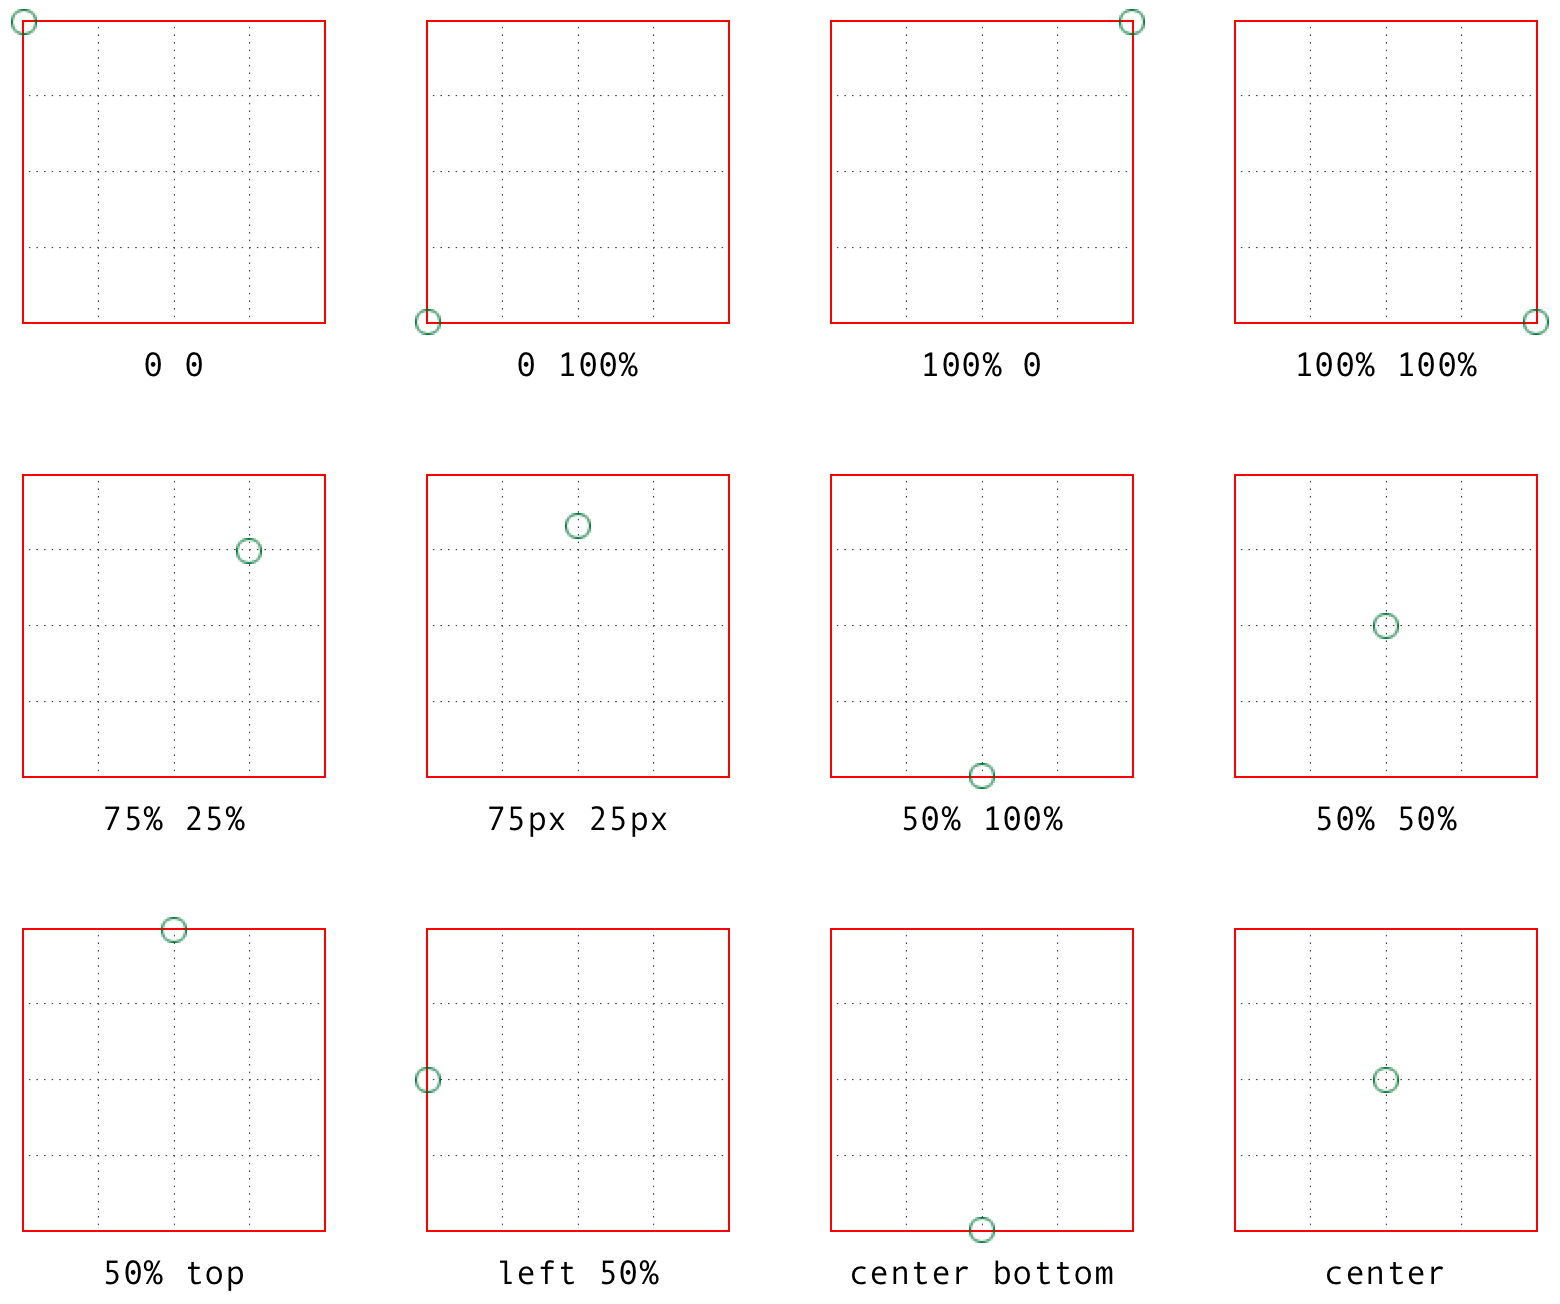 0 0
0 100%
100% 0
100% 100%
75% 25%
75px 25px
50% 100%
50% 50%
50% top
left 50%
center bottom
center